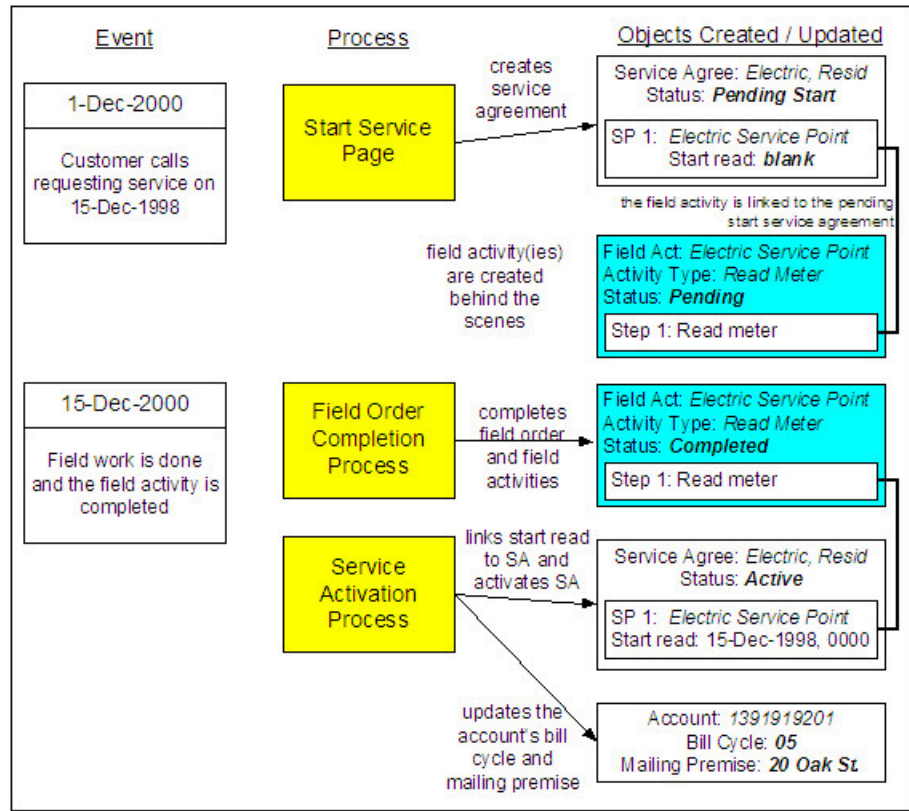 Event
Process
Objects Created / Updated
1-Dec-2000
Customer calls
requesting service on
15-Dec-1998
Start Service
Page
creates
service
agreement
Service Agree: Electric, Resid
Status: Pending Start
SP 1: Electric Service Point
Start read: blank
the field activity is linked to the pending
start service agreement
field activity(ies)
are created
behind the
scenes
Field Act: Electric Service Point
Activity Type: Read Meter
Status: Pending
Step 1: Read meter
15-Dec-2000
Field work is done
and the field activity is
completed
Field Order
Completion
Process
completes
field order
and field
activities
Field Act: Electric Service Point
Activity Type: Read Meter
Status: Completed
Step 1: Read meter
Service
Activation
Process
links start read
to SA and
activates SA
Service Agree: Electric, Resid
Status: Active
SP 1: Electric Service Point
Start read: 15-Dec-1998, 0000
updates the
account's bill
cycle and
mailing premise
Account: 1391919201
Bill Cycle: 05
Mailing Premise: 20 Oak St.